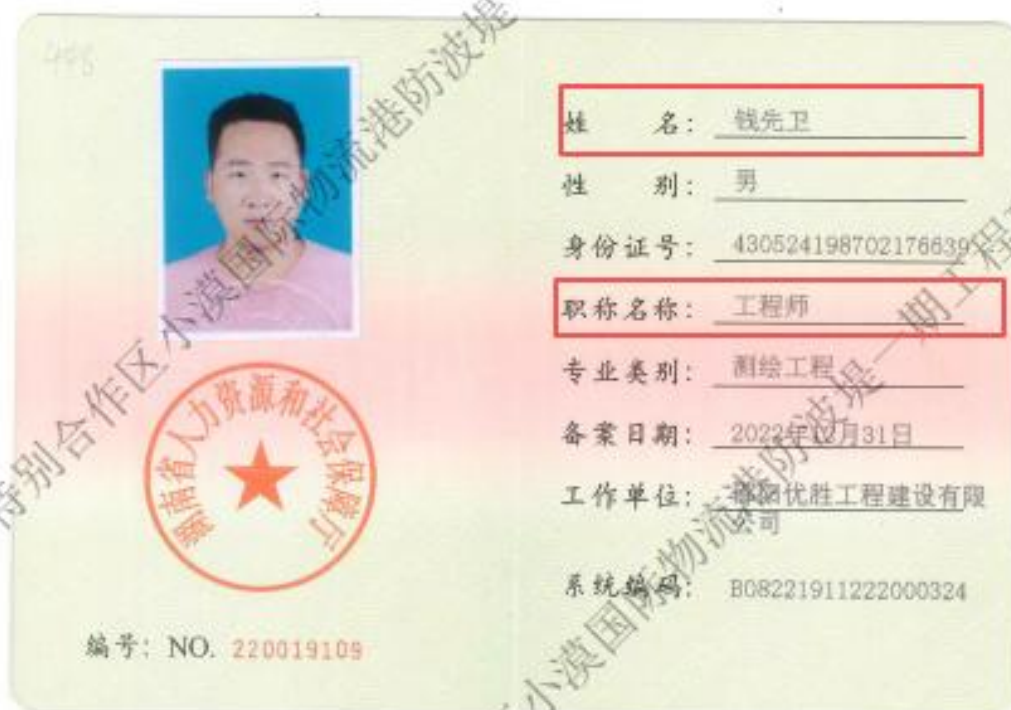 498
姓 名： 钱先卫
性 别： 男
身份证号： 430524198702176639
职称名称： 工程师
专业类别： 测绘工程
备案日期： 2022年12月31日
工作单位： 优胜工程建设有限
公司
系统编码： B08221911222000324
湖南省人力资源和社会保障厅
编号：NO. 220019109
特别合作区小漠国际物流港防波堤
小漠国际物流港防波堤一期工程